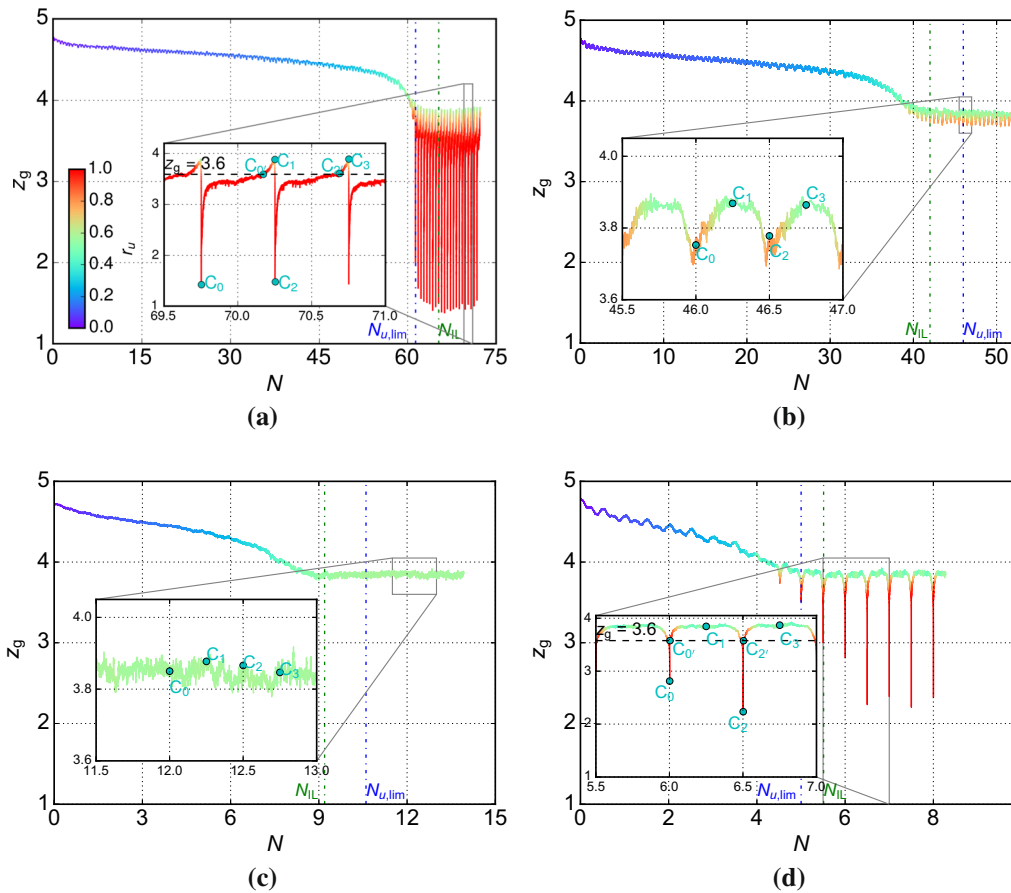 5
4
3
2
1
z_g
1.0
0.8
0.6
0.4
0.2
0.0
r_u
4
3
2
1
z_g = 3.6
C_0'
C_1
C_2'
C_3
C_0
C_2
69.5 70.0 70.5 71.0
N_u,lim
N_IL
0 15 30 45 60 75
N
(a)
5
4
3
2
1
z_g
4.0
3.8
3.6
C_1
C_3
C_0
C_2
45.5 46.0 46.5 47.0
N_IL
N_u,lim
0 10 20 30 40 50
N
(b)
5
4
3
2
1
z_g
4.0
3.8
3.6
C_1
C_2
C_3
C_0
11.5 12.0 12.5 13.0
N_IL
N_u,lim
0 3 6 9 12 15
N
(c)
5
4
3
2
1
z_g
4
3
2
1
z_g = 3.6
C_0'
C_1
C_2'
C_3
C_0
C_2
5.5 6.0 6.5 7.0
N_u,lim
N_IL
0 2 4 6 8
N
(d)